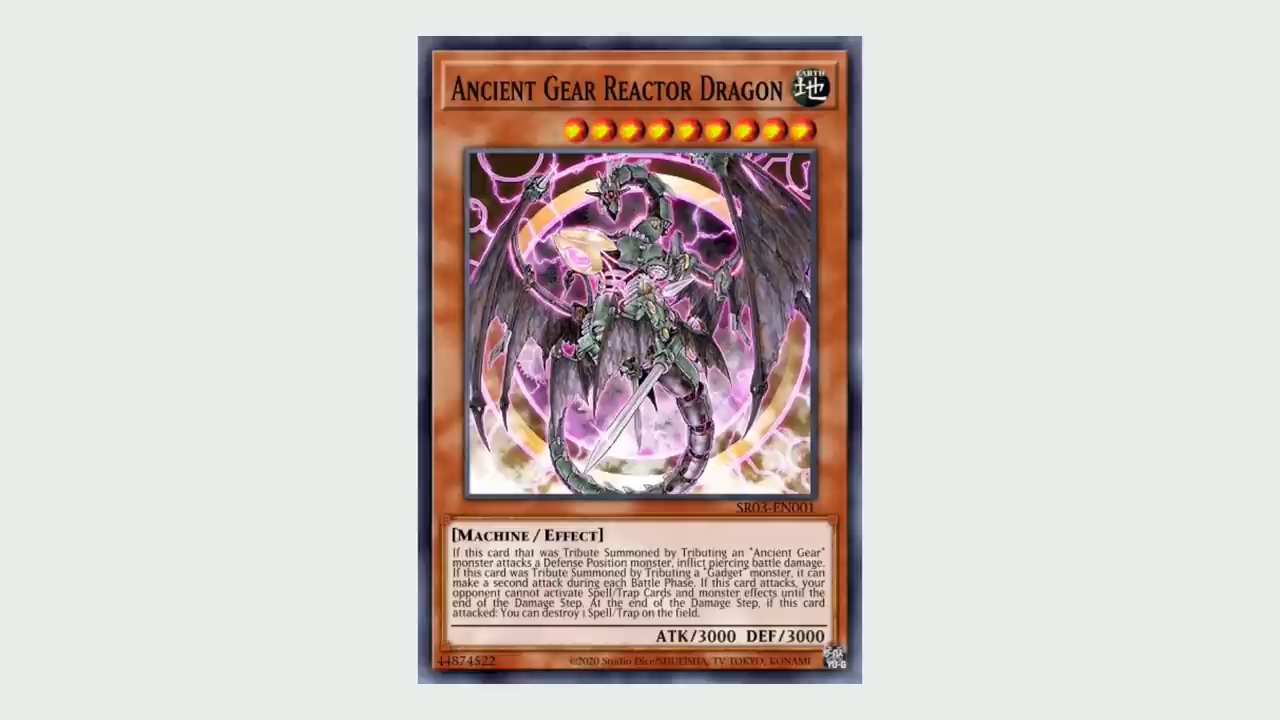 ANCIENT GEAR REACTOR DRAGON
EARTH
地
SR03-EN001
[MACHINE / EFFECT]
If this card that was Tribute Summoned by Tributing an "Ancient Gear"
monster attacks a Defense Position monster, inflict piercing battle damage.
If this card was Tribute Summoned by Tributing a "Gadget" monster, it can
make a second attack during each Battle Phase. If this card attacks, your
opponent cannot activate Spell/Trap Cards and monster effects until the
end of the Damage Step. At the end of the Damage Step, if this card
attacked: You can destroy 1 Spell/Trap on the field.
ATK/3000 DEF/3000
44874522
©2020 Studio Dice/SHUEISHA, TV TOKYO, KONAMI